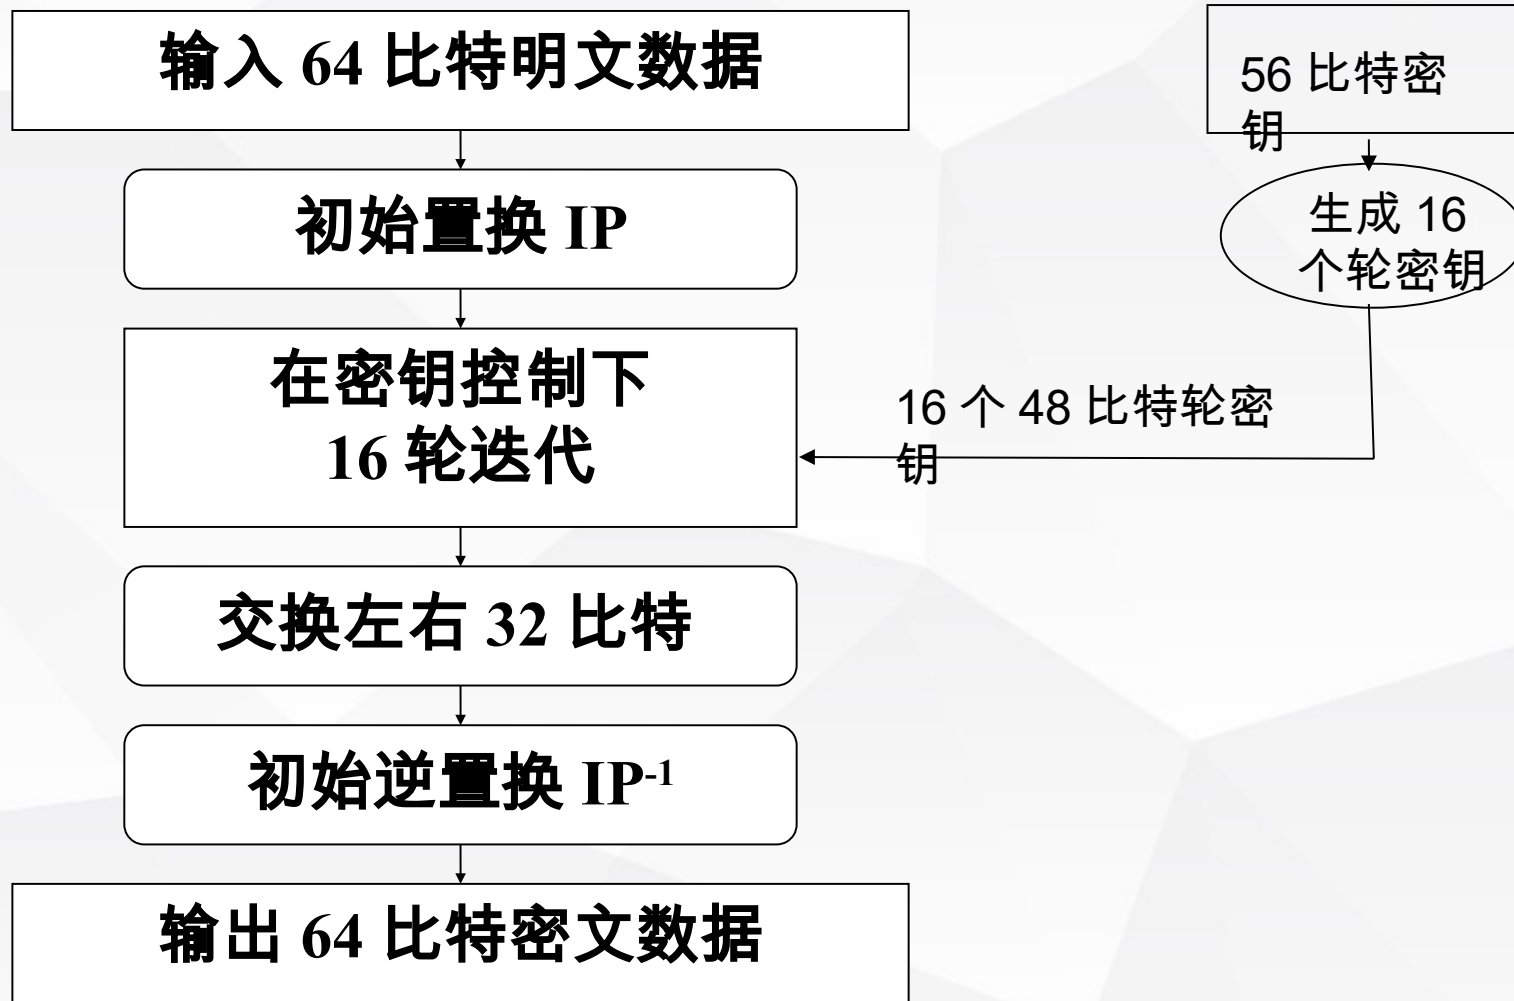 输入 64 比特明文数据
56 比特密
钥
初始置换 IP
生成 16
个轮密钥
在密钥控制下
16 轮迭代
16 个 48 比特轮密
钥
交换左右 32 比特
初始逆置换 IP-1
输出 64 比特密文数据